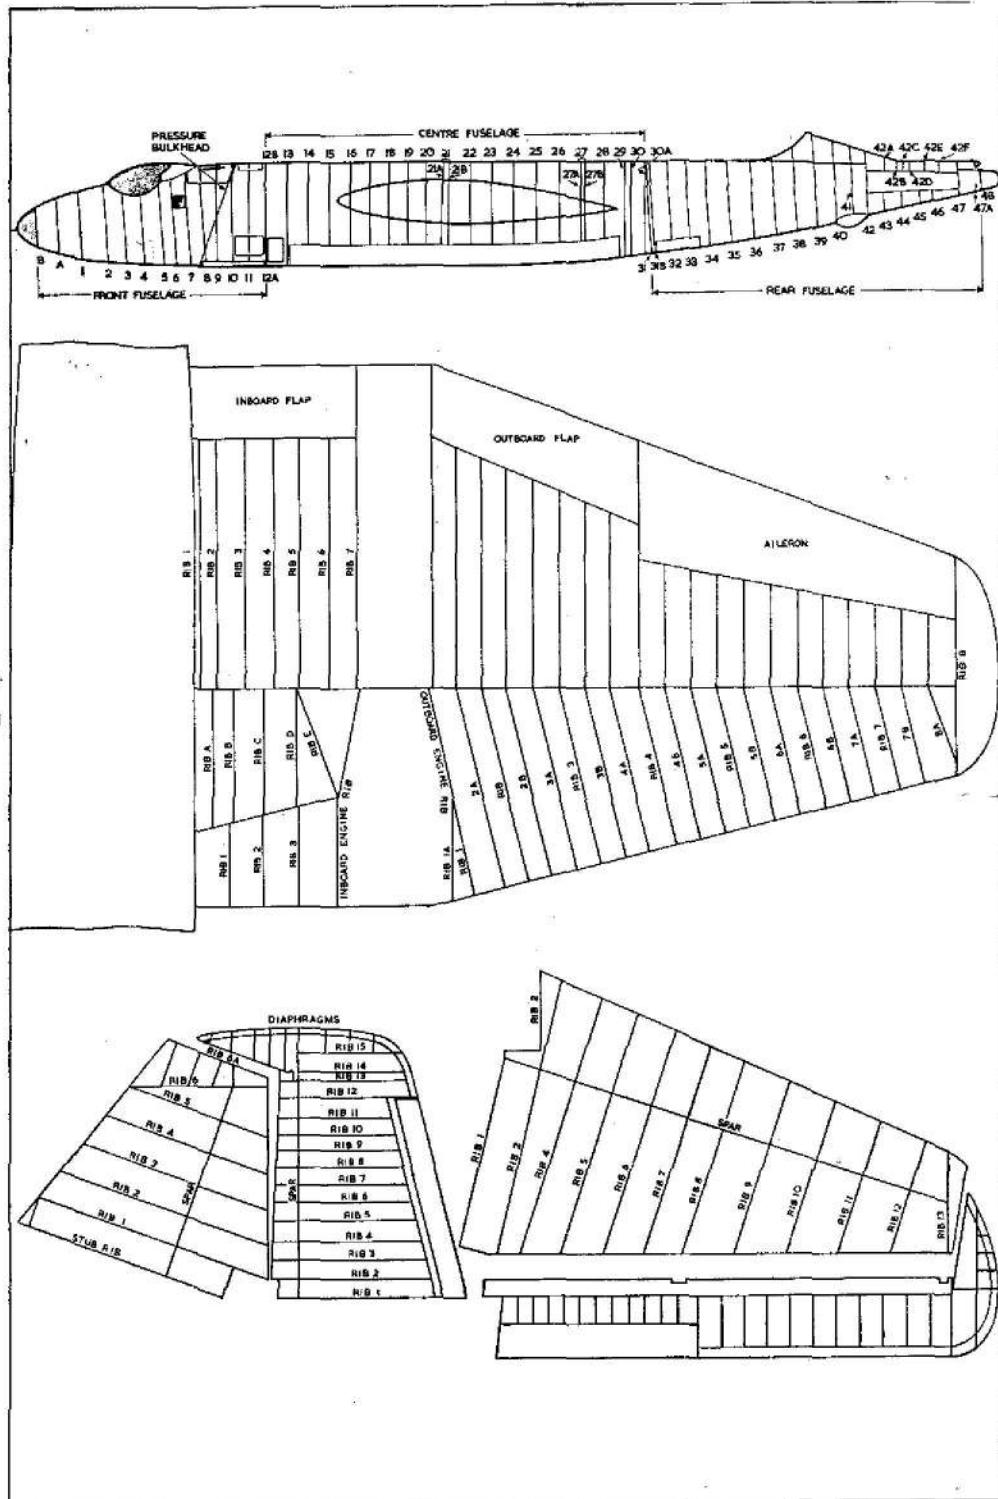 PRESSURE
BULKHEAD
CENTRE FUSELAGE
12B 13 14 15 16 17 18 19 20 21 22 23 24 25 26 27 28 29 30 30A
21A 21B
27A 27B
42A 42C 42E 42F
42B 42D
41
B A 1 2 3 4 5 6 7 8 9 10 11 12A
31 31B 32 33 34 35 36 37 38 39 40 42 43 44 45 46 47 47A 48
FRONT FUSELAGE
REAR FUSELAGE
INBOARD FLAP
OUTBOARD FLAP
AILERON
RIB 1
RIB 2
RIB 3
RIB 4
RIB 5
RIB 6
RIB 7
RIB 8
RIB A
RIB B
RIB C
RIB D
RIB E
RIB 1
RIB 2
RIB 3
INBOARD ENGINE RIB
OUTBOARD ENGINE RIB
RIB 1A
RIB 1
2A
RIB
2B
3A
RIB 3
3B
4A
RIB 4
4B
5A
RIB 5
5B
6A
RIB 6
6B
7A
RIB 7
7B
8A
DIAPHRAGMS
RIB 6A
RIB 6
RIB 5
RIB 4
RIB 3
RIB 2
RIB 1
STUB RIB
SPAR
RIB 15
RIB 14
RIB 13
RIB 12
RIB 11
RIB 10
RIB 9
RIB 8
RIB 7
RIB 6
RIB 5
RIB 4
RIB 3
RIB 2
RIB 1
SPAR
RIB 2
RIB 1
RIB 2
RIB 4
RIB 5
RIB 6
RIB 7
RIB 8
RIB 9
RIB 10
RIB 11
RIB 12
RIB 13
SPAR